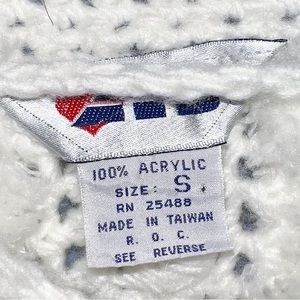 100% ACRYLIC
SIZE: S
RN 25488
MADE IN TAIWAN
R. O. C.
SEE REVERSE